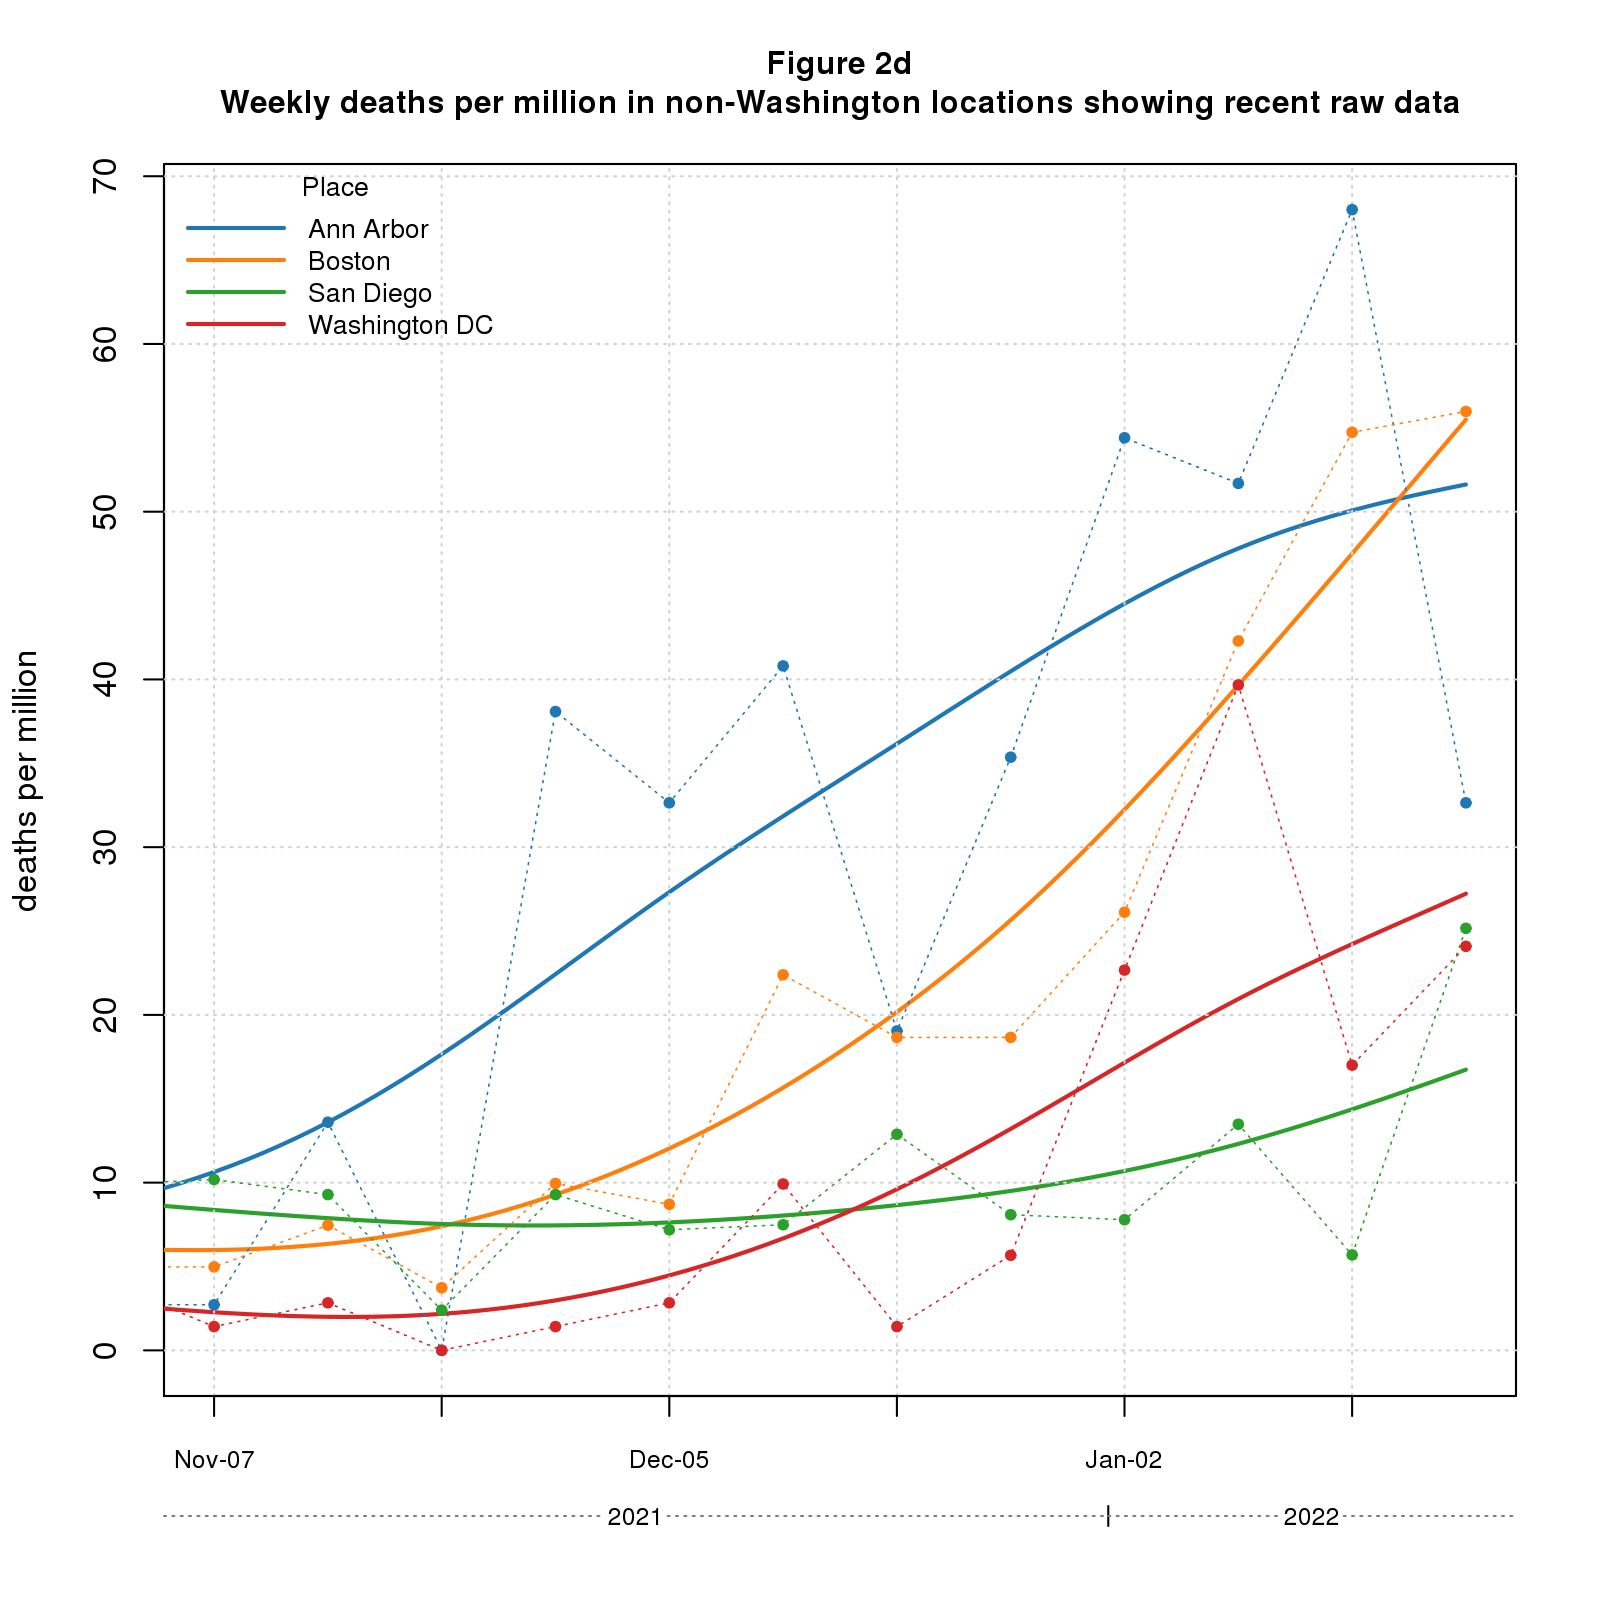 Figure 2d
Weekly deaths per million in non-Washington locations showing recent raw data
Place
Ann Arbor
Boston
San Diego
Washington DC
deaths per million
70
60
50
40
30
20
10
0
Nov-07 Dec-05 Jan-02
2021 2022